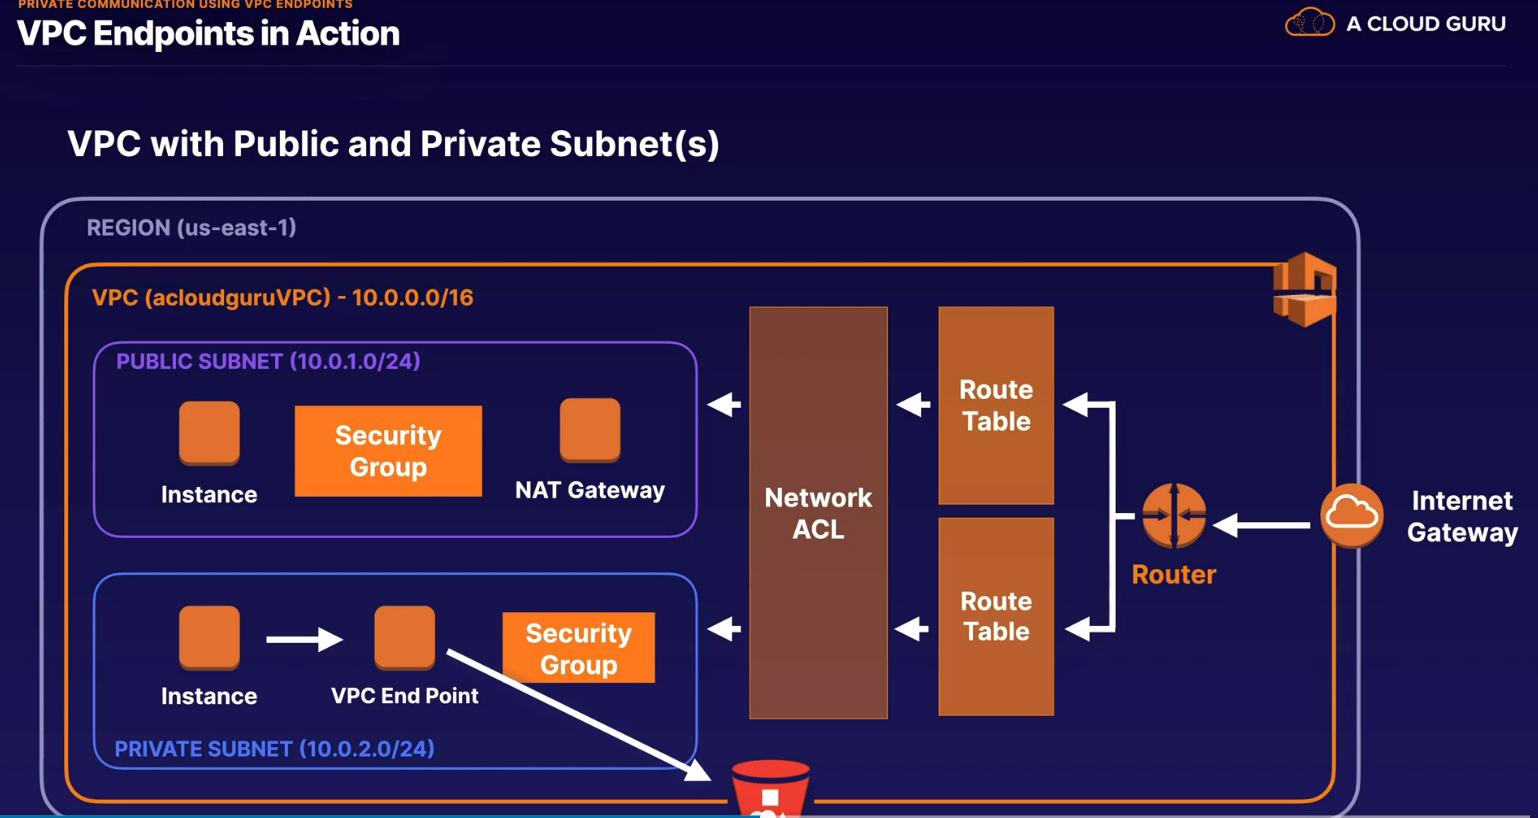 PRIVATE COMMUNICATION USING VPC ENDPOINTS
VPC Endpoints in Action
A CLOUD GURU
VPC with Public and Private Subnet(s)
REGION (us-east-1)
VPC (acloudguruVPC) - 10.0.0.0/16
PUBLIC SUBNET (10.0.1.0/24)
Instance
Security
Group
NAT Gateway
Network
ACL
Route
Table
Route
Table
Router
Internet
Gateway
Instance
VPC End Point
Security
Group
PRIVATE SUBNET (10.0.2.0/24)